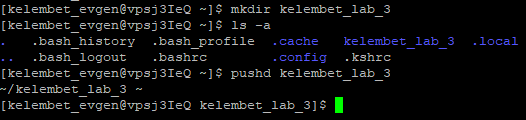 [kelembet_evgen@vpsj3IeQ ~]$ mkdir kelembet_lab_3
[kelembet_evgen@vpsj3IeQ ~]$ ls -a
. .bash_history .bash_profile .cache kelembet_lab_3 .local
.. .bash_logout .bashrc .config .kshrc
[kelembet_evgen@vpsj3IeQ ~]$ pushd kelembet_lab_3
~/kelembet_lab_3 ~
[kelembet_evgen@vpsj3IeQ kelembet_lab_3]$